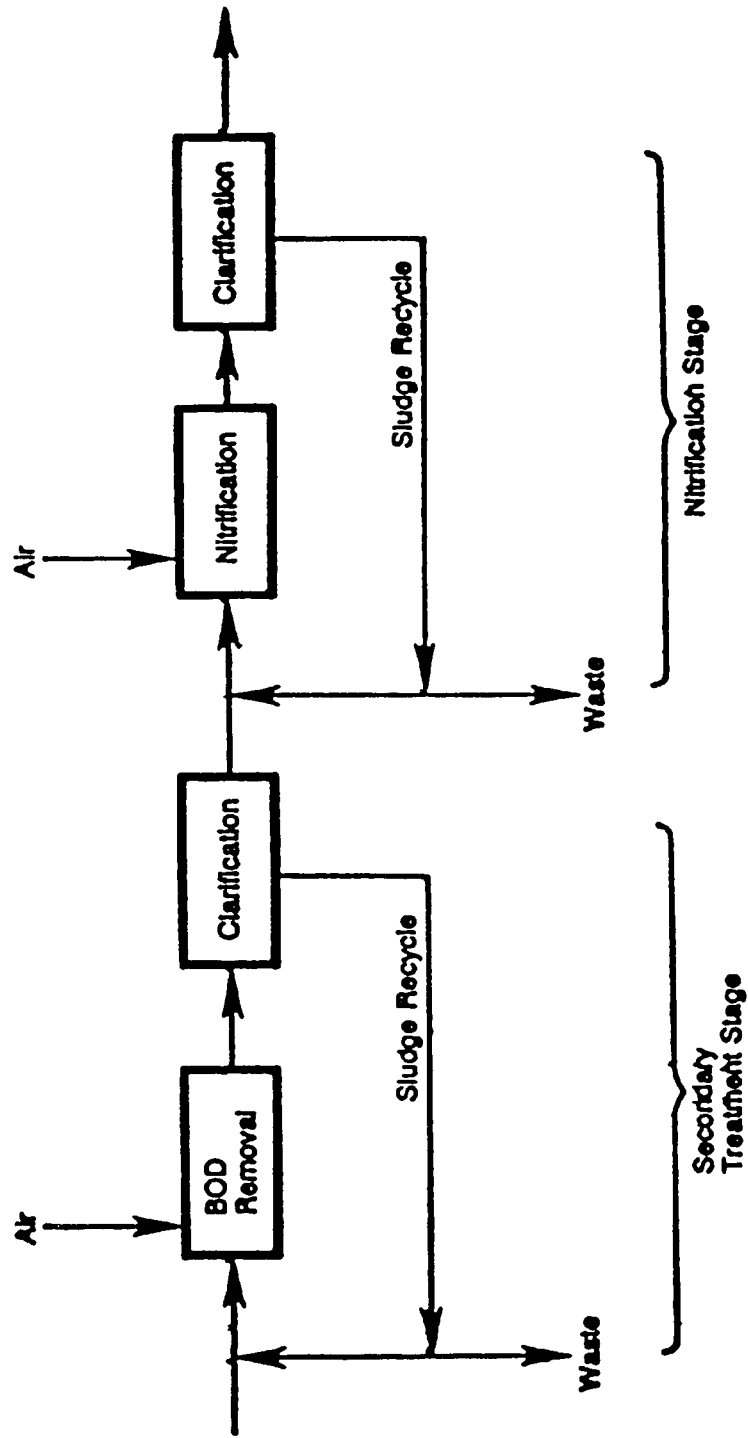 Air
BOD
Removal
Clarification
Sludge Recycle
Waste
Secondary
Treatment Stage
Air
Nitrification
Clarification
Sludge Recycle
Waste
Nitrification Stage